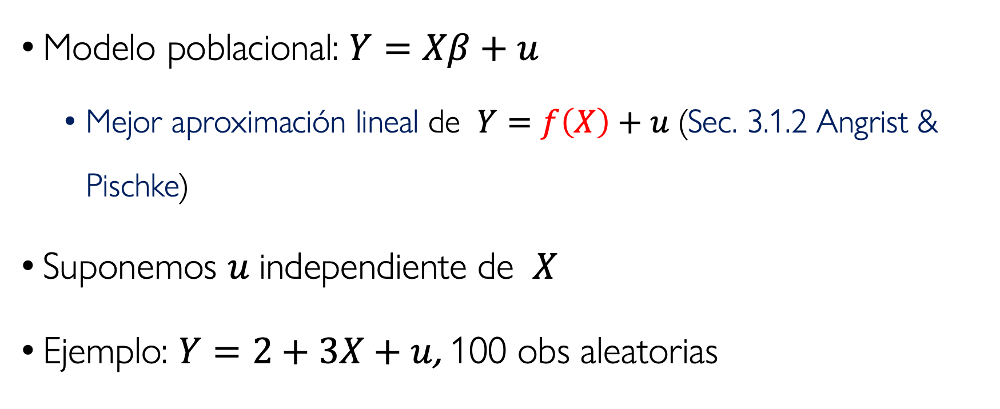 • Modelo poblacional: Y = Xβ + u
• Mejor aproximación lineal de Y = f(X) + u (Sec. 3.1.2 Angrist &
Pischke)
• Suponemos u independiente de X
• Ejemplo: Y = 2 + 3X + u, 100 obs aleatorias